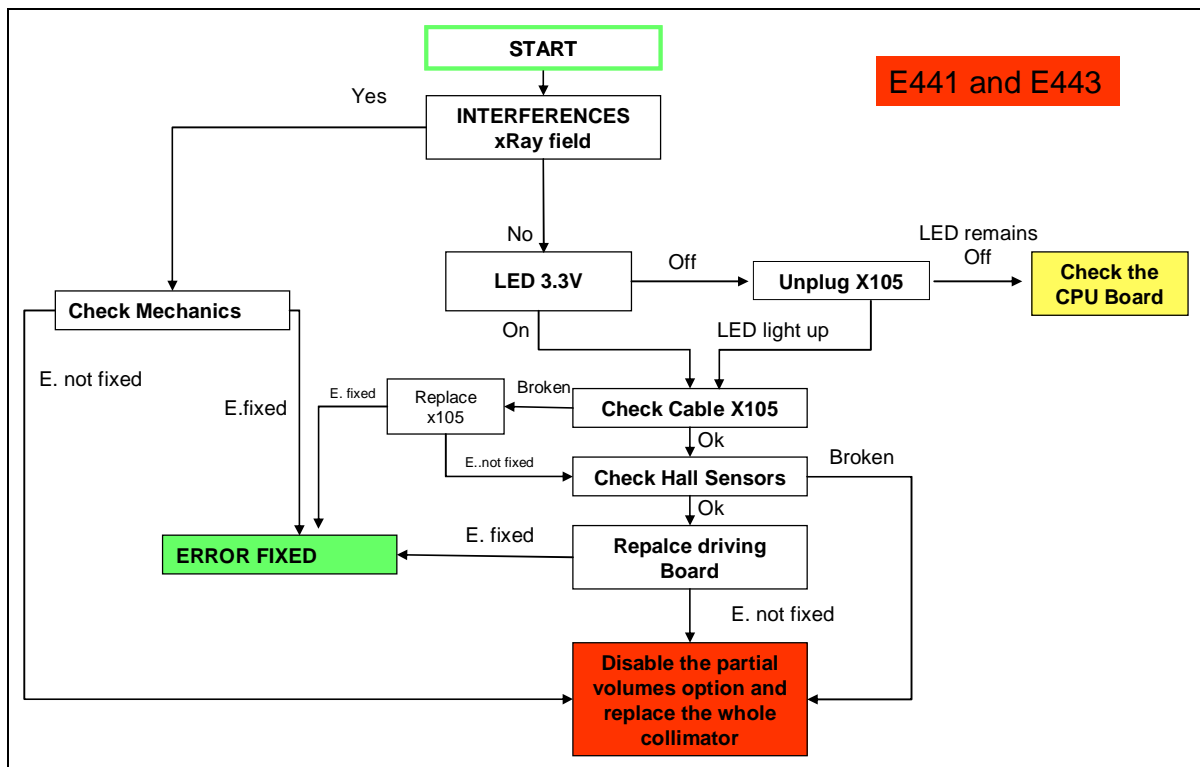 START
E441 and E443
Yes
INTERFERENCES
xRay field
No
LED remains
Off
Off
LED 3.3V
Unplug X105
Check the
CPU Board
Check Mechanics
On
LED light up
E. not fixed
E.fixed
E. fixed
Replace
x105
Broken
Check Cable X105
Ok
E..not fixed
Check Hall Sensors
Broken
Ok
ERROR FIXED
E. fixed
Repalce driving
Board
E. not fixed
Disable the partial
volumes option and
replace the whole
collimator